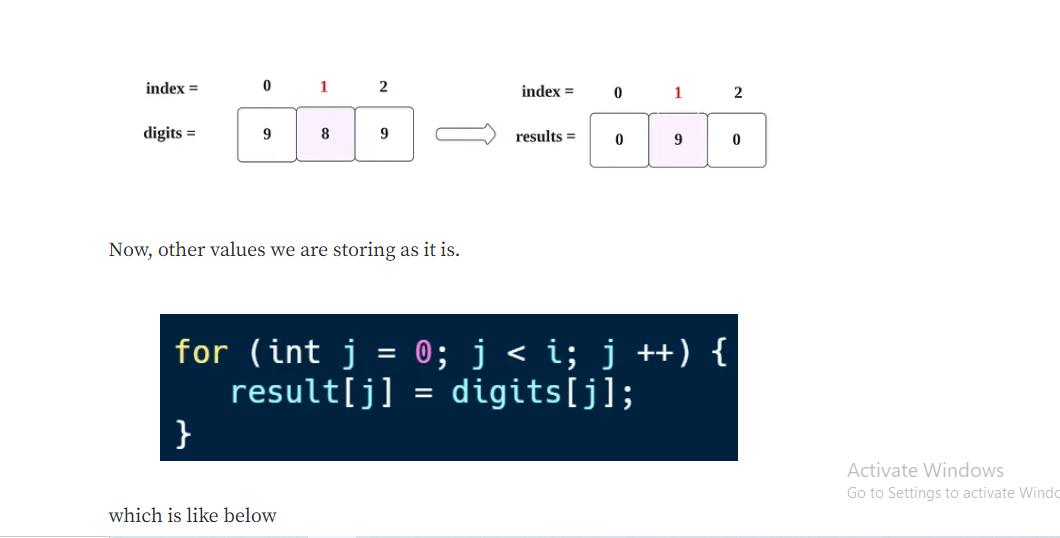 index = 0 1 2
digits = 9 8 9
index = 0 1 2
results = 0 9 0
Now, other values we are storing as it is.
for (int j = 0; j < i; j ++) {
result[j] = digits[j];
}
Activate Windows
Go to Settings to activate Windo
which is like below